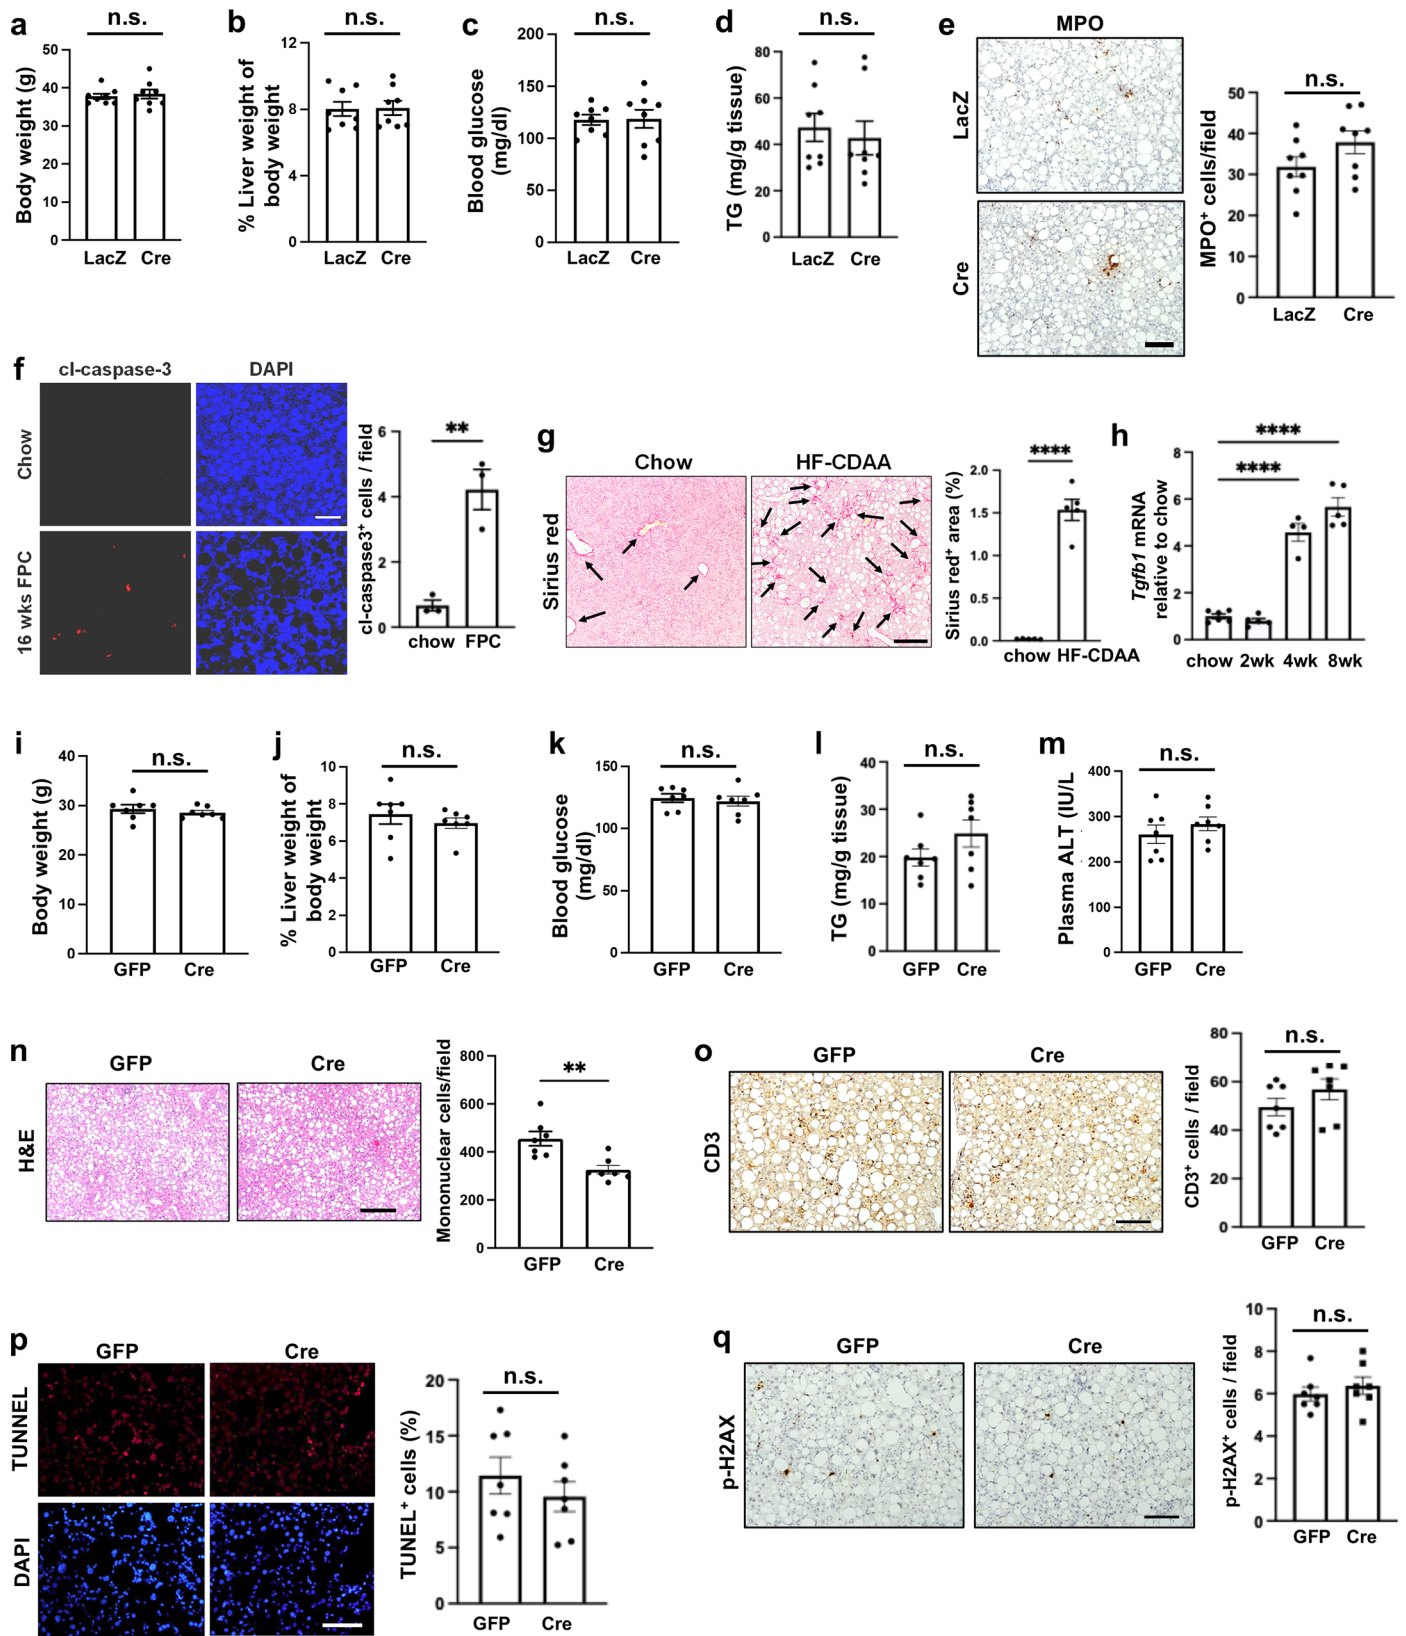 a
n.s.
Body weight (g)
50
40
30
20
10
0
LacZ Cre
b
n.s.
% Liver weight of
body weight
12
8
4
0
LacZ Cre
c
n.s.
Blood glucose
(mg/dl)
200
150
100
50
0
LacZ Cre
d
n.s.
TG (mg/g tissue)
80
60
40
20
0
LacZ Cre
e
MPO
LacZ
Cre
n.s.
MPO+ cells/field
50
40
30
20
10
0
LacZ Cre
f
cl-caspase-3 DAPI
Chow
16 wks FPC
**
cl-caspase3+ cells / field
6
4
2
0
chow FPC
g
Chow HF-CDAA
Sirius red
****
Sirius red+ area (%)
2.0
1.5
1.0
0.5
0.0
chow HF-CDAA
h
****
****
Tgfb1 mRNA
relative to chow
8
6
4
2
0
chow 2wk 4wk 8wk
i
n.s.
Body weight (g)
40
30
20
10
0
GFP Cre
j
n.s.
% Liver weight of
body weight
10
8
6
4
2
0
GFP Cre
k
n.s.
Blood glucose
(mg/dl)
150
100
50
0
GFP Cre
l
n.s.
TG (mg/g tissue)
40
30
20
10
0
GFP Cre
m
n.s.
Plasma ALT (IU/L
400
300
200
100
0
GFP Cre
n
GFP Cre
H&E
**
Mononuclear cells/field
800
600
400
200
0
GFP Cre
o
GFP Cre
CD3
n.s.
CD3+ cells / field
80
60
40
20
0
GFP Cre
p
GFP Cre
TUNNEL
DAPI
n.s.
TUNEL+ cells (%)
20
15
10
5
0
GFP Cre
q
GFP Cre
p-H2AX
n.s.
p-H2AX+ cells / field
10
8
6
4
2
0
GFP Cre